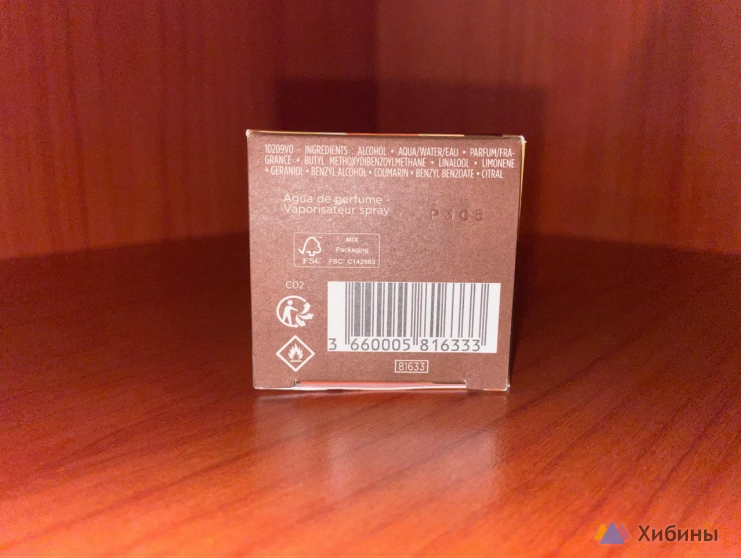 10209V0 - INGREDIENTS ALCOHOL • AQUA/WATER/EAU • PARFUM/FRA-
GRANCE • BUTYL METHOXYDIBENZOYLMETHANE • LINALOOL • LIMONENE
• GERANIOL • BENZYL ALCOHOL • COUMARIN • BENZYL BENZOATE • CITRAL
Agua de perfume -
Vaporisateur spray
P305
MIX
Packaging
FSC
FSC® C142563
C02
3 660005 816333
81633
Хибины